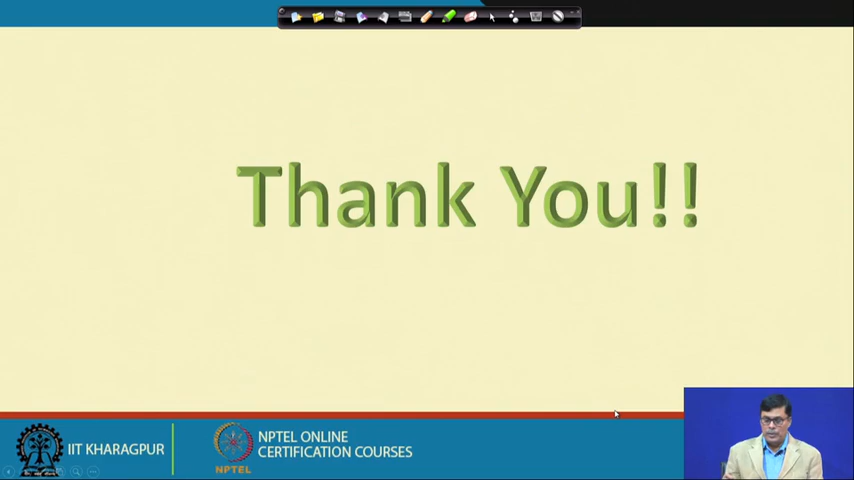 Thank You!!
IIT KHARAGPUR
NPTEL
NPTEL ONLINE
CERTIFICATION COURSES